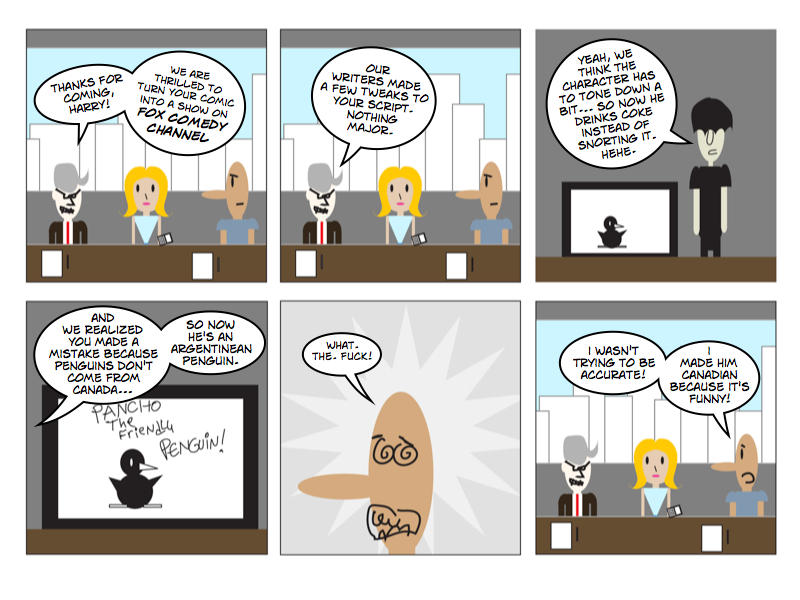 THANKS FOR
COMING,
HARRY!
WE ARE
THRILLED TO
TURN YOUR COMIC
INTO A SHOW ON
FOX COMEDY
CHANNEL
OUR
WRITERS MADE
A FEW TWEAKS TO
YOUR SCRIPT.
NOTHING
MAJOR.
YEAH, WE
THINK THE
CHARACTER HAS
TO TONE DOWN A
BIT... SO NOW HE
DRINKS COKE
INSTEAD OF
SNORTING IT.
HEHE.
AND
WE REALIZED
YOU MADE A
MISTAKE BECAUSE
PENGUINS DON'T
COME FROM
CANADA...
SO NOW
HE'S AN
ARGENTINEAN
PENGUIN.
PANCHO
The
FRIENDLY
PENGUIN!
WHAT.
THE. FUCK!
I WASN'T
TRYING TO BE
ACCURATE!
I
MADE HIM
CANADIAN
BECAUSE IT'S
FUNNY!